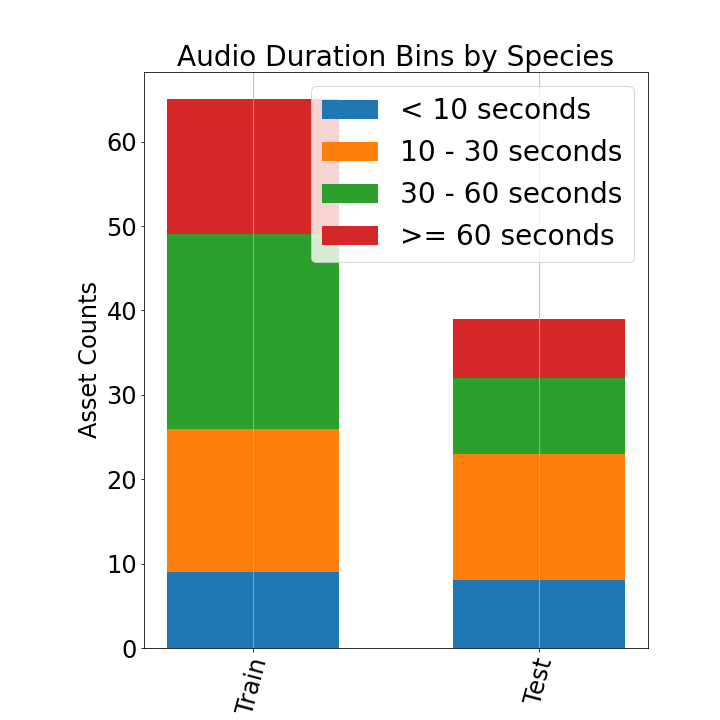 Audio Duration Bins by Species
< 10 seconds
10 - 30 seconds
30 - 60 seconds
>= 60 seconds
Asset Counts
60
50
40
30
20
10
0
Train
Test